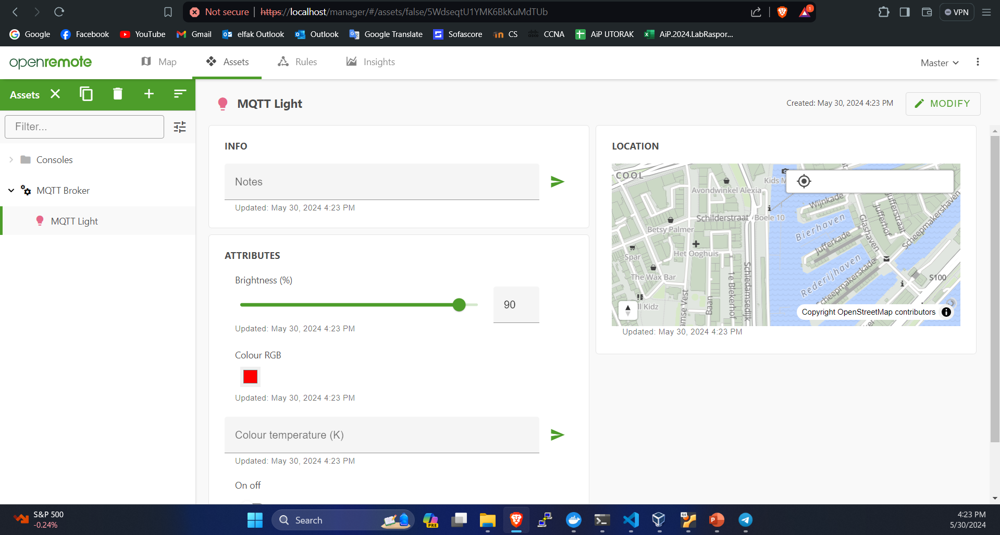 Not secure
https://localhost/manager/#/assets/false/5WdseqtU1YMK6BkKuMdTUb
1
VPN
Google
Facebook
YouTube
Gmail
elfak Outlook
Outlook
Google Translate
Sofascore
CS
CCNA
AiP UTORAK
AiP.2024.LabRaspor...
openremote
Map
Assets
Rules
Insights
Master
Assets
Filter...
Consoles
MQTT Broker
MQTT Light
MQTT Light
Created: May 30, 2024 4:23 PM
MODIFY
INFO
Notes
Updated: May 30, 2024 4:23 PM
ATTRIBUTES
Brightness (%)
90
Updated: May 30, 2024 4:23 PM
Colour RGB
Updated: May 30, 2024 4:23 PM
Colour temperature (K)
Updated: May 30, 2024 4:23 PM
On off
LOCATION
COOL
Kids
Avondwinkel Alexia
Wijnkade
Jufferstraat
Jufferhof
Scheepmakershaven
Schilderstraat
Boele 10
Betsy Palmer
Bierhaven
Glashaven
Jufferkade
Het Ooghuis
Spar
Rederijhaven
Scheepmakerskade
Scheepmakershaven
The Wax Bar
Schiedamsedijk
1e Blekerhof
S100
Baan
Kidz
Copyright OpenStreetMap contributors
Updated: May 30, 2024 4:23 PM
S&P 500
-0.24%
Search
PRE
64
4:23 PM
5/30/2024